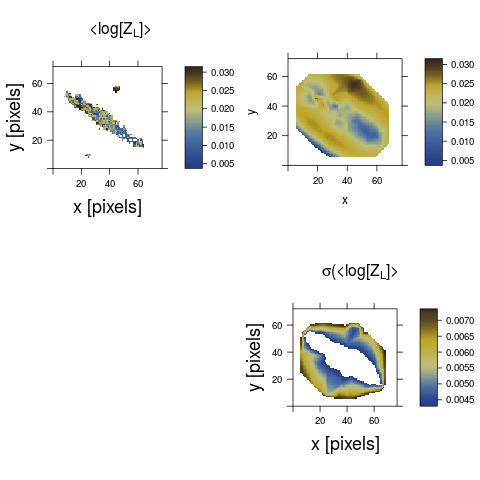 <log[Z_L]>
60
40
20
20 40 60
x [pixels]
y [pixels]
0.030
0.025
0.020
0.015
0.010
0.005
60
40
20
20 40 60
x
y
0.030
0.025
0.020
0.015
0.010
0.005
σ(<log[Z_L]>
60
40
20
20 40 60
x [pixels]
y [pixels]
0.0070
0.0065
0.0060
0.0055
0.0050
0.0045